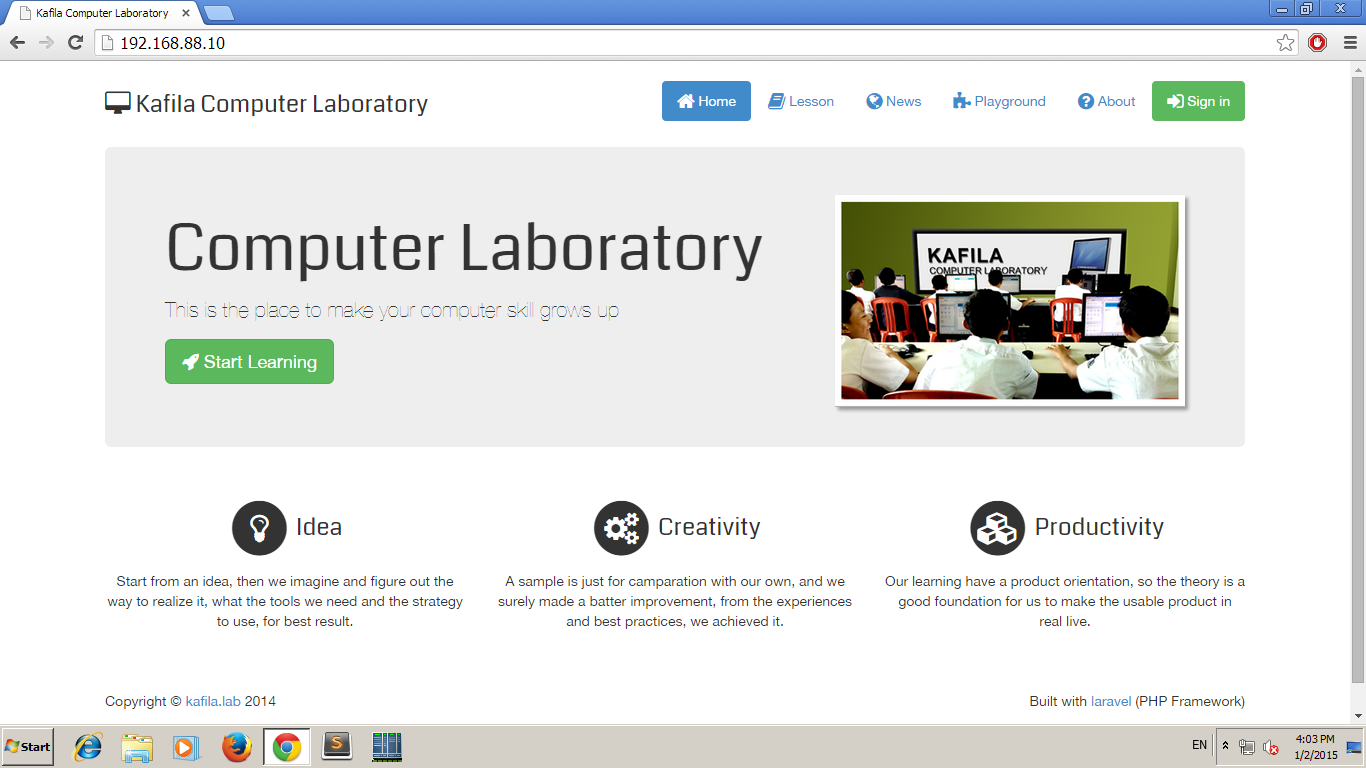 Kafila Computer Laboratory
192.168.88.10
Kafila Computer Laboratory
Home
Lesson
News
Playground
About
Sign in
Computer Laboratory
This is the place to make your computer skill grows up
Start Learning
KAFILA
COMPUTER LABORATORY
Idea
Start from an idea, then we imagine and figure out the
way to realize it, what the tools we need and the strategy
to use, for best result.
Creativity
A sample is just for camparation with our own, and we
surely made a batter improvement, from the experiences
and best practices, we achieved it.
Productivity
Our learning have a product orientation, so the theory is a
good foundation for us to make the usable product in
real live.
Copyright © kafila.lab 2014
Built with laravel (PHP Framework)
Start
EN
4:03 PM
1/2/2015